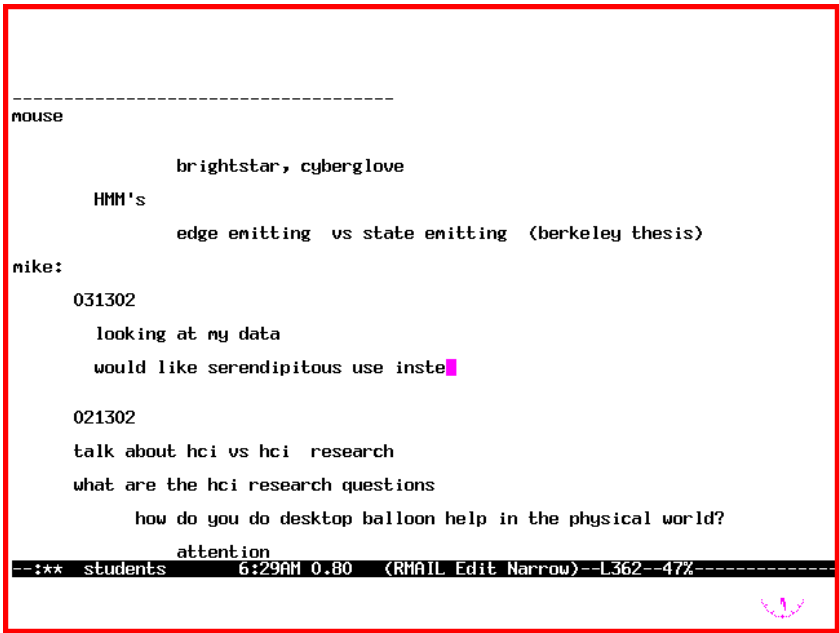 ------------------------------------
mouse
brightstar, cyberglove
HMM's
edge emitting  vs state emitting  (berkeley thesis)
mike:
031302
looking at my data
would like serendipitous use inste
021302
talk about hci vs hci  research
what are the hci research questions
how do you do desktop balloon help in the physical world?
attention
--:**  students       6:29AM 0.80   (RMAIL Edit Narrow)--L362--47%--------------